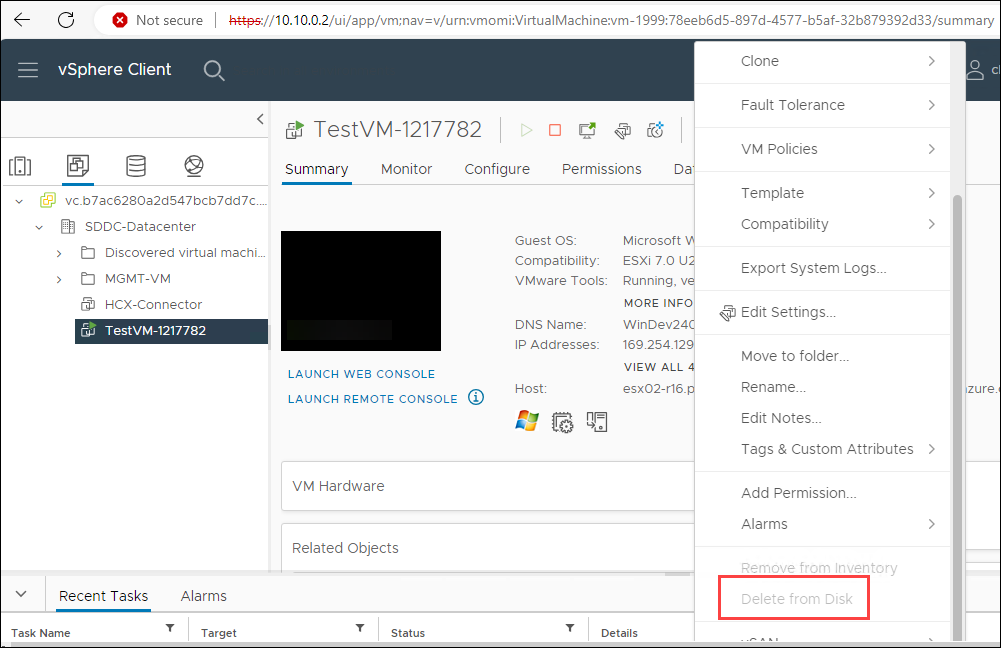 Not secure
https://10.10.0.2/ui/app/vm;nav=v/urn:vmomi:VirtualMachine:vm-1999:78eeb6d5-897d-4577-b5af-32b879392d33/summary
vSphere Client
TestVM-1217782
Summary Monitor Configure Permissions Dat
vc.b7ac6280a2d547bcb7dd7c....
SDDC-Datacenter
Discovered virtual machi...
MGMT-VM
HCX-Connector
TestVM-1217782
Guest OS: Microsoft W
Compatibility: ESXi 7.0 U2
VMware Tools: Running, ve
MORE INFO
DNS Name: WinDev240
IP Addresses: 169.254.129
VIEW ALL 4
Host: esx02-r16.p
azure.c
LAUNCH WEB CONSOLE
LAUNCH REMOTE CONSOLE
VM Hardware
Related Objects
Clone
Fault Tolerance
VM Policies
Template
Compatibility
Export System Logs...
Edit Settings...
Move to folder...
Rename...
Edit Notes...
Tags & Custom Attributes
Add Permission...
Alarms
Remove from Inventory
Delete from Disk
vSAN
Recent Tasks Alarms
Task Name Target Status Details